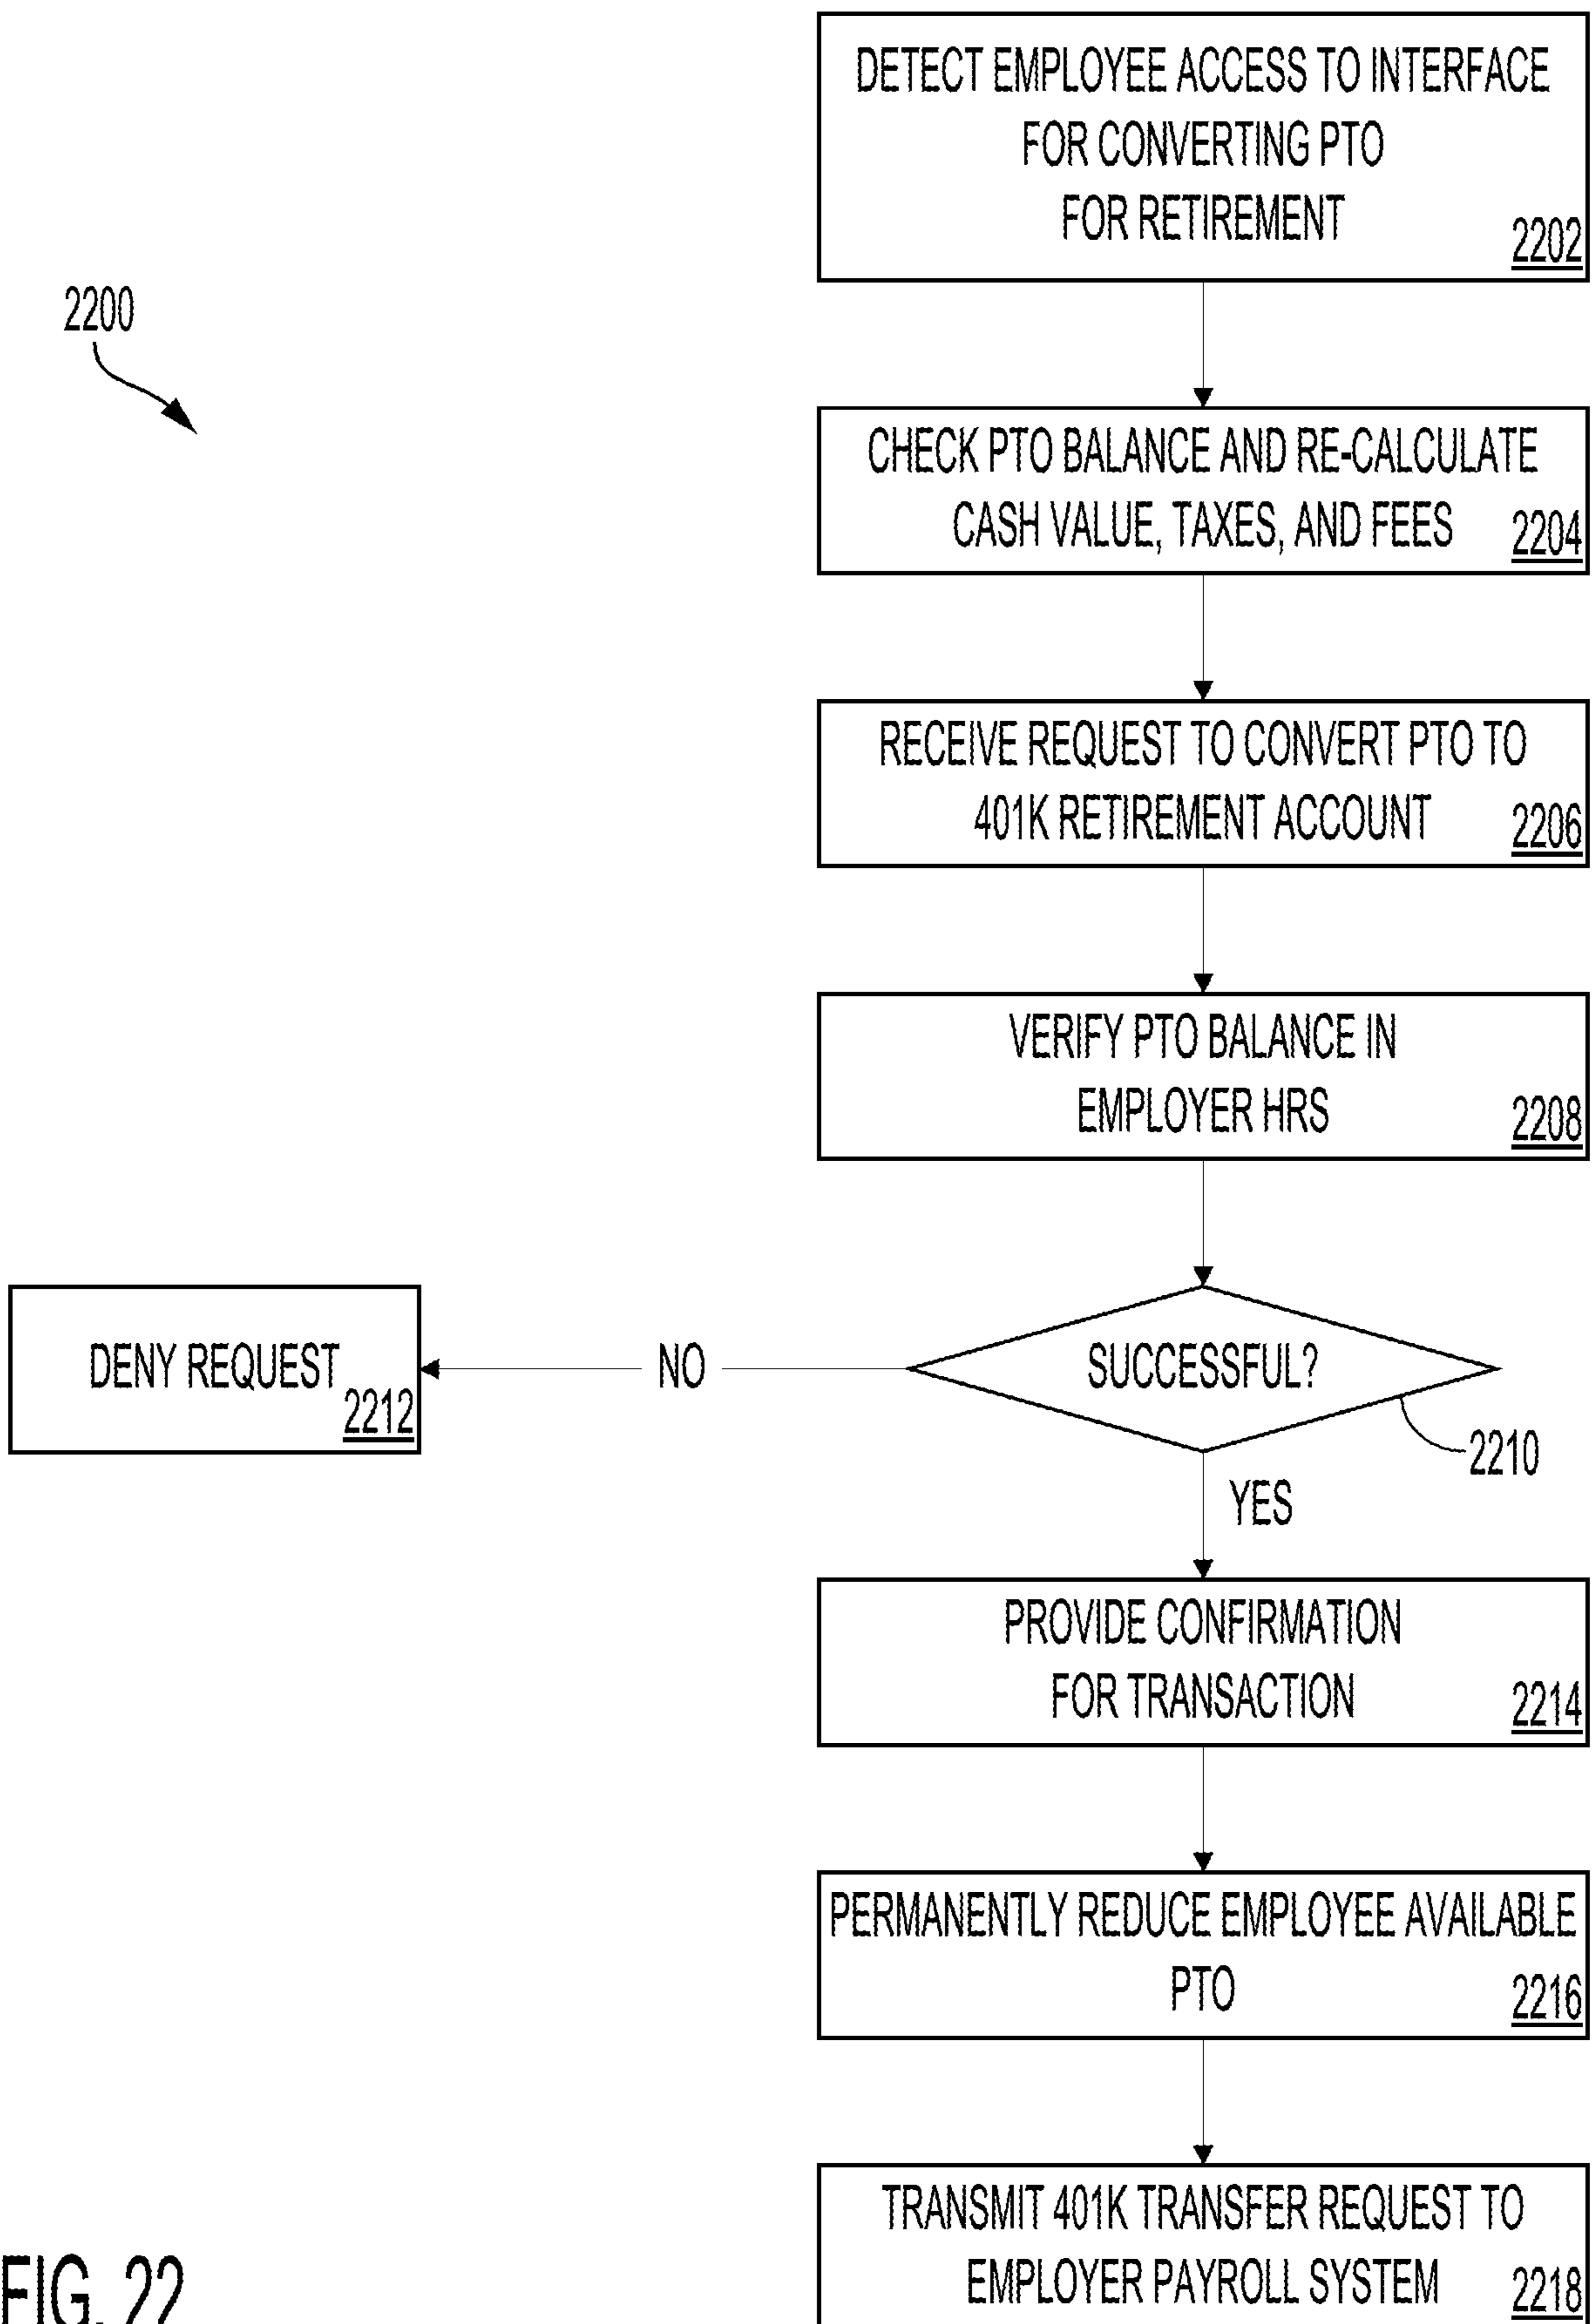 DETECT EMPLOYEE ACCESS TO INTERFACE
FOR CONVERTING PTO
FOR RETIREMENT
2202
2200
CHECK PTO BALANCE AND RE-CALCULATE
CASH VALUE, TAXES, AND FEES
2204
RECEIVE REQUEST TO CONVERT PTO TO
401K RETIREMENT ACCOUNT
2206
VERIFY PTO BALANCE IN
EMPLOYER HRS
2208
SUCCESSFUL?
2210
NO
DENY REQUEST
2212
YES
PROVIDE CONFIRMATION
FOR TRANSACTION
2214
PERMANENTLY REDUCE EMPLOYEE AVAILABLE
PTO
2216
TRANSMIT 401K TRANSFER REQUEST TO
EMPLOYER PAYROLL SYSTEM
2218
FIG. 22